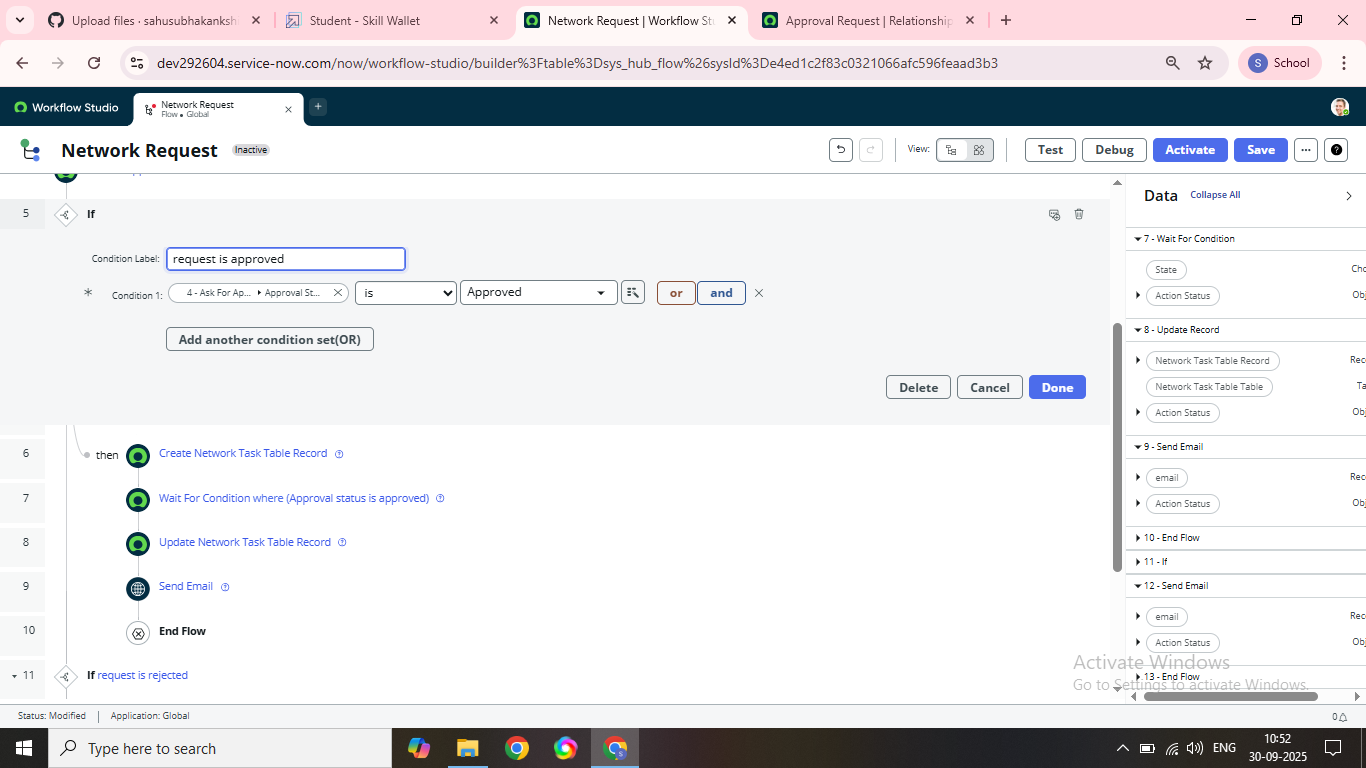 Upload files · sahusubhakanksh
Student - Skill Wallet
Network Request | Workflow Stu
Approval Request | Relationship
dev292604.service-now.com/now/workflow-studio/builder%3Ftable%3Dsys_hub_flow%26sysId%3De4ed1c2f83c0321066afc596feaad3b3
S School
Workflow Studio
Network Request
Flow • Global
Network Request Inactive
View:
Test
Debug
Activate
Save
Data Collapse All
5 If
Condition Label: request is approved
* Condition 1: 4 - Ask For Ap... Approval St... is Approved or and
Add another condition set(OR)
Delete Cancel Done
6 then Create Network Task Table Record
7 Wait For Condition where (Approval status is approved)
8 Update Network Task Table Record
9 Send Email
10 End Flow
11 If request is rejected
7 - Wait For Condition
State Cho
Action Status Obj
8 - Update Record
Network Task Table Record Rec
Network Task Table Table Ta
Action Status Obj
9 - Send Email
email Rec
Action Status Obj
10 - End Flow
11 - If
12 - Send Email
email Rec
Action Status Obj
13 - End Flow
Activate Windows
Go to Settings to activate Windows.
Status: Modified | Application: Global
0
Type here to search
S
ENG
10:52
30-09-2025